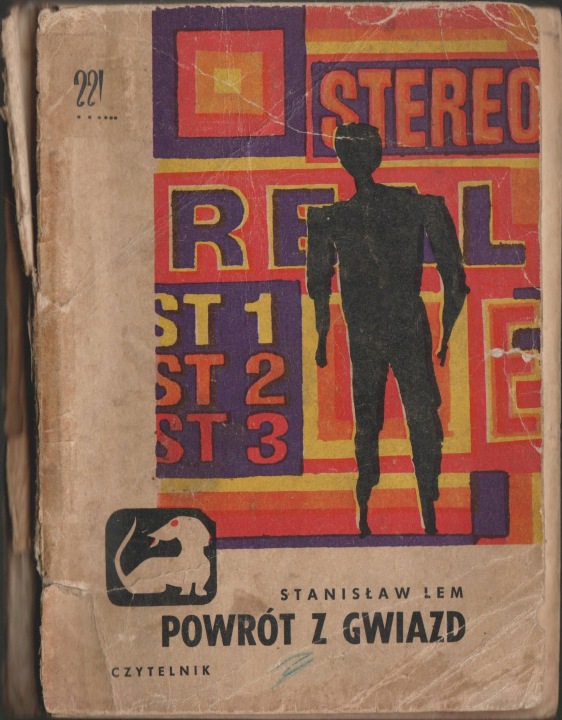 221
STEREO
REAL
ST 1
ST 2
ST 3
E
STANISŁAW LEM
POWRÓT Z GWIAZD
CZYTELNIK